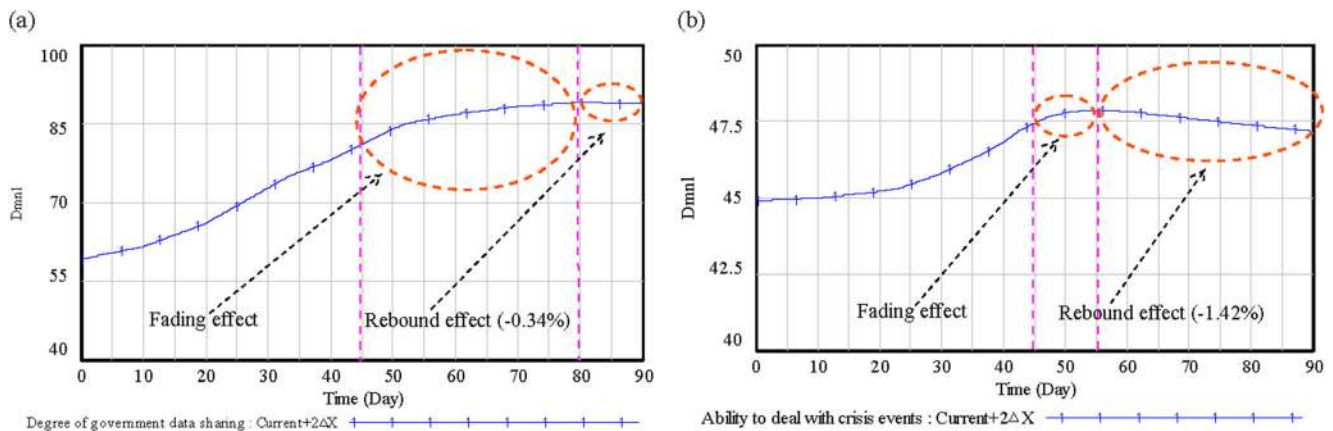 (a)
100
85
70
55
40
Dmnl
Fading effect
Rebound effect (-0.34%)
0 10 20 30 40 50 60 70 80 90
Time (Day)
Degree of government data sharing : Current+2ΔX
(b)
50
47.5
45
42.5
40
Dmnl
Fading effect
Rebound effect (-1.42%)
0 10 20 30 40 50 60 70 80 90
Time (Day)
Ability to deal with crisis events : Current+2△X